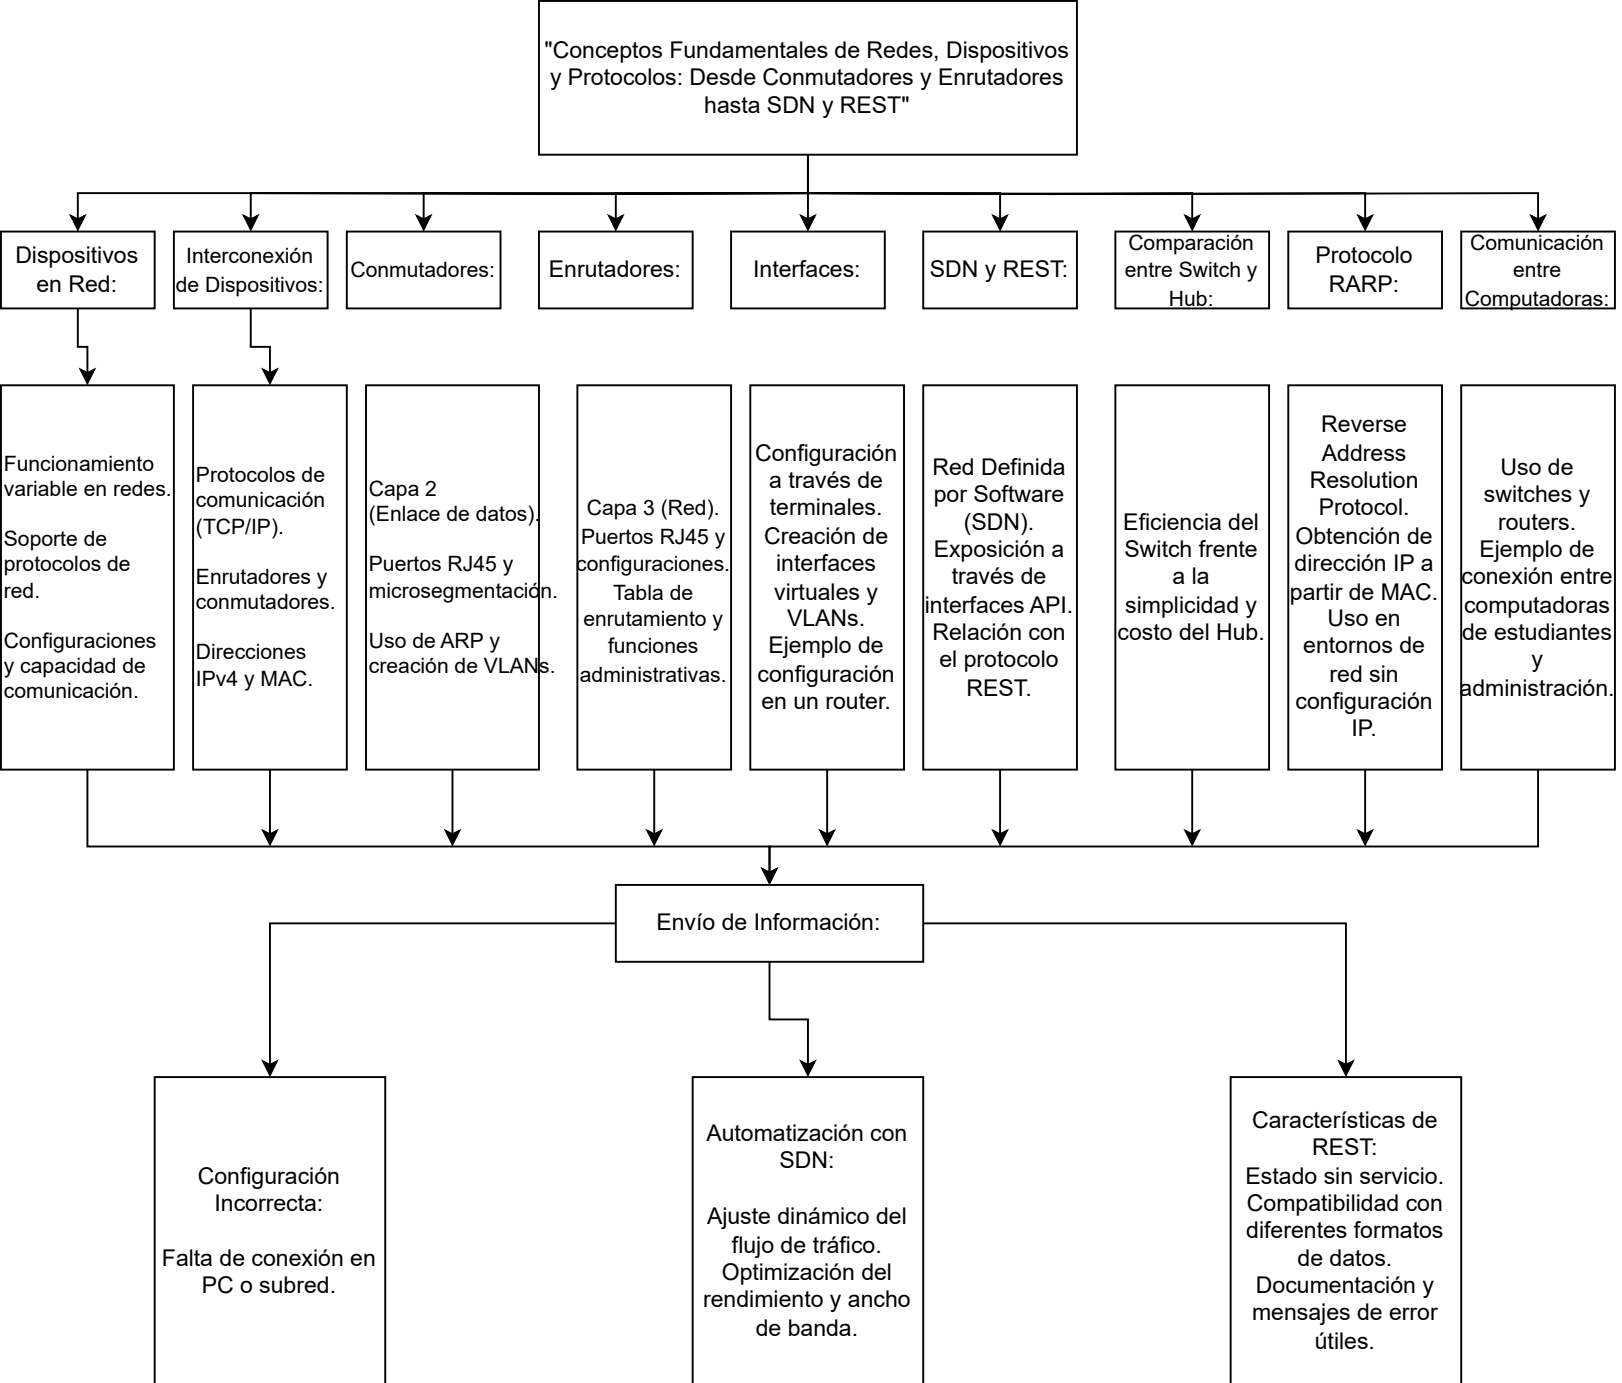 "Conceptos Fundamentales de Redes, Dispositivos
y Protocolos: Desde Conmutadores y Enrutadores
hasta SDN y REST"
Dispositivos
en Red:
Interconexión
de Dispositivos:
Conmutadores:
Enrutadores:
Interfaces:
SDN y REST:
Comparación
entre Switch y
Hub:
Protocolo
RARP:
Comunicación
entre
Computadoras:
Funcionamiento
variable en redes.
Soporte de
protocolos de
red.
Configuraciones
y capacidad de
comunicación.
Protocolos de
comunicación
(TCP/IP).
Enrutadores y
conmutadores.
Direcciones
IPv4 y MAC.
Capa 2
(Enlace de datos).
Puertos RJ45 y
microsegmentación.
Uso de ARP y
creación de VLANs.
Capa 3 (Red).
Puertos RJ45 y
configuraciones.
Tabla de
enrutamiento y
funciones
administrativas.
Configuración
a través de
terminales.
Creación de
interfaces
virtuales y
VLANs.
Ejemplo de
configuración
en un router.
Red Definida
por Software
(SDN).
Exposición a
través de
interfaces API.
Relación con
el protocolo
REST.
Eficiencia del
Switch frente
a la
simplicidad y
costo del Hub.
Reverse
Address
Resolution
Protocol.
Obtención de
dirección IP a
partir de MAC.
Uso en
entornos de
red sin
configuración
IP.
Uso de
switches y
routers.
Ejemplo de
conexión entre
computadoras
de estudiantes
y
administración.
Envío de Información:
Configuración
Incorrecta:
Falta de conexión en
PC o subred.
Automatización con
SDN:
Ajuste dinámico del
flujo de tráfico.
Optimización del
rendimiento y ancho
de banda.
Características de
REST:
Estado sin servicio.
Compatibilidad con
diferentes formatos
de datos.
Documentación y
mensajes de error
útiles.